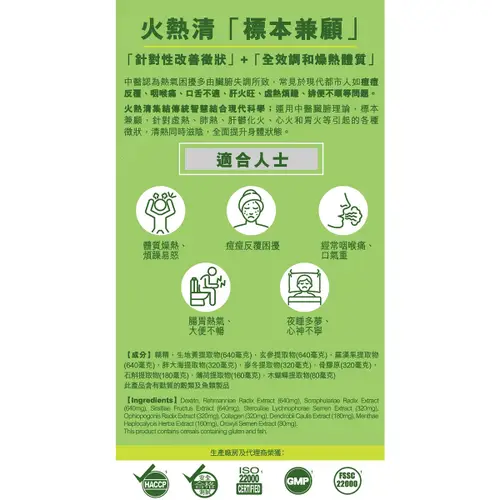 火熱清「標本兼顧」
「針對性改善徵狀」+「全效調和燥熱體質」
中醫認為熱氣困擾多由臟腑失調所致，常見於現代都市人如痘痘
反覆、咽喉痛、口舌不適、肝火旺、虛熱煩躁、排便不順等問題。
火熱清集結傳統智慧結合現代科學；運用中醫臟腑理論，標本
兼顧，針對虛熱、肺熱、肝鬱化火、心火和胃火等引起的各種
徵狀，清熱同時滋陰，全面提升身體狀態。
適合人士
體質燥熱、
煩躁易怒
痘痘反覆困擾
經常咽喉痛、
口氣重
腸胃熱氣、
大便不暢
夜睡多夢、
心神不寧
【成分】糊精、生地黃提取物(640毫克)、玄參提取物(640毫克)、羅漢果提取物
(640毫克)、胖大海提取物(320毫克)、麥冬提取物(320毫克)、骨膠原(320毫克)、
石斛提取物(180毫克)、薄荷提取物(160毫克)、木蝴蝶提取物(80毫克)
此產品含有麩質的穀類及魚類製品
【Ingredients】Dextrin, Rehmanniae Radix Extract (640mg), Scrophulariae Radix Extract
(640mg), Siraitiae Fructus Extract (640mg), Sterculiae Lychnophorae Semen Extract (320mg),
Ophiopogonis Radix Extract (320mg), Collagen (320mg), Dendrobii Caulis Extract (180mg), Menthae
Haplocalycis Herba Extract (160mg), Oroxyli Semen Extract (80mg).
This product contains cereals containing gluten and fish.
生產廠房及代理商榮獲：
HACCP
安全
合格
ISO
22000
CERTIFIED
GMP
FSSC
22000